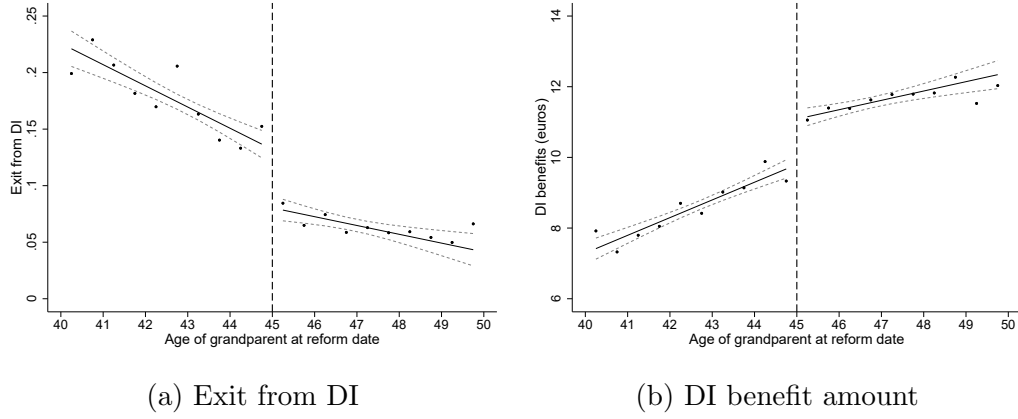 Exit from DI
.25
.2
.15
.1
.05
0
40 41 42 43 44 45 46 47 48 49 50
Age of grandparent at reform date
(a) Exit from DI
DI benefits (euros)
14
12
10
8
6
40 41 42 43 44 45 46 47 48 49 50
Age of grandparent at reform date
(b) DI benefit amount